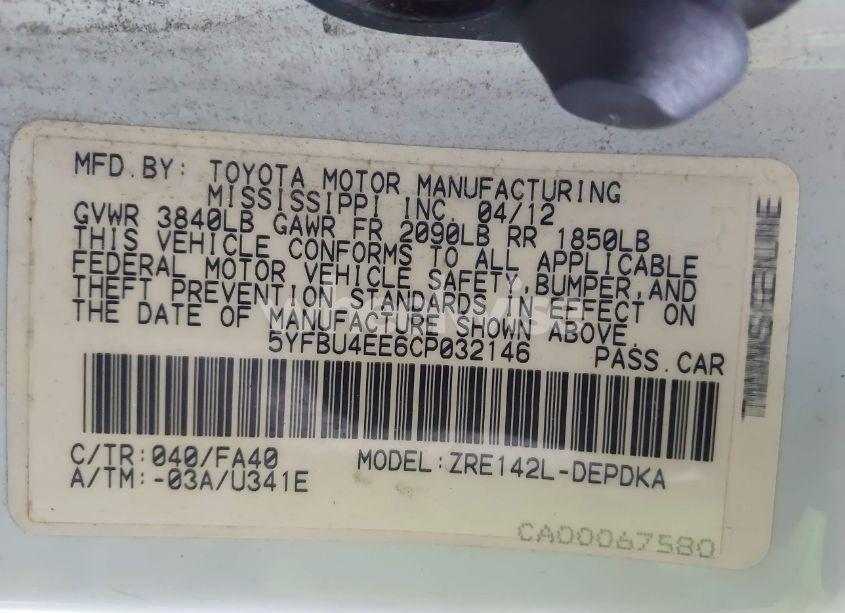 MFD.BY: TOYOTA MOTOR MANUFACTURING
MISSISSIPPI INC. 04/12
GVWR 3840LB GAWR FR 2090LB RR 1850LB
THIS VEHICLE CONFORMS TO ALL APPLICABLE
FEDERAL MOTOR VEHICLE SAFETY,BUMPER,AND
THEFT PREVENTION STANDARDS IN EFFECT ON
THE DATE OF MANUFACTURE SHOWN ABOVE.
5YFBU4EE6CP032146 PASS.CAR
C/TR:040/FA40 MODEL:ZRE142L-DEPDKA
A/TM:-03A/U341E
CA00067580